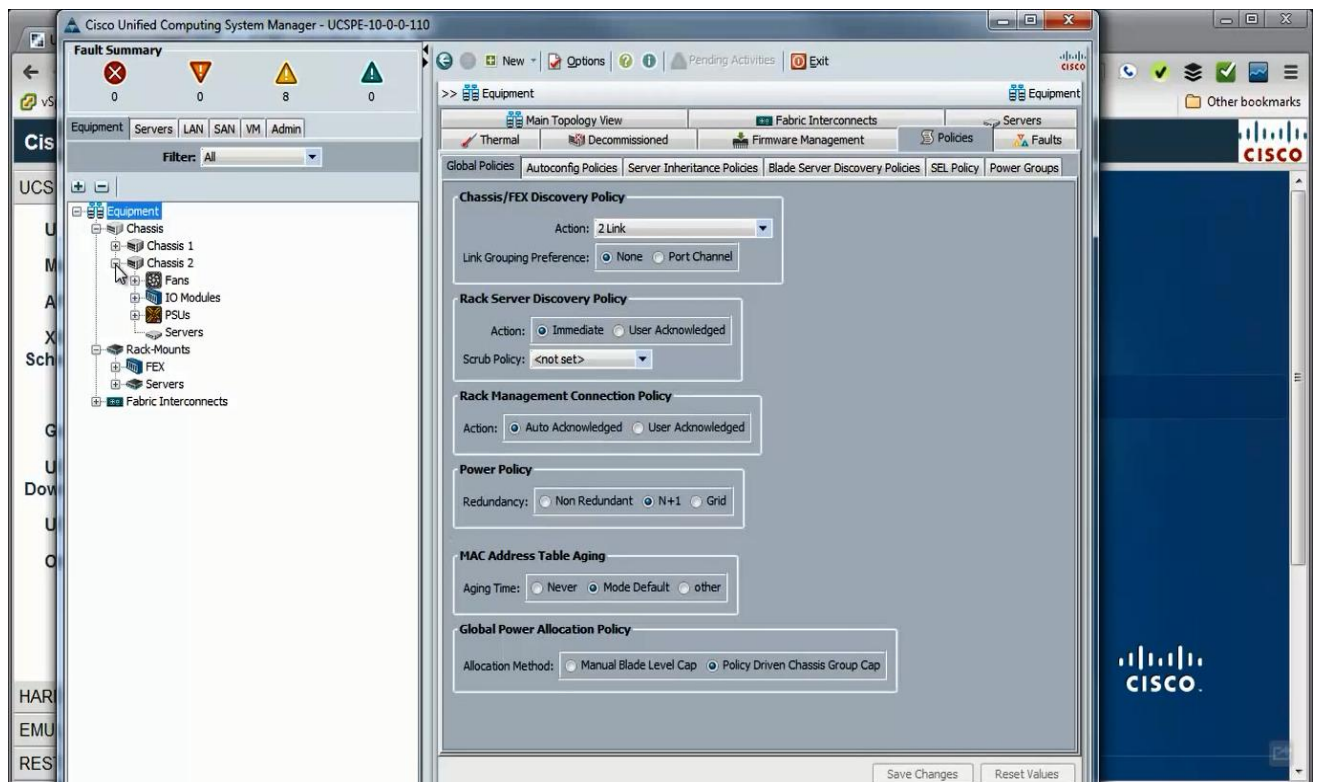 Cisco Unified Computing System Manager - UCSPE-10-0-0-110
Fault Summary
0 0 8 0
Equipment Servers LAN SAN VM Admin
Filter: All
Equipment
Chassis
Chassis 1
Chassis 2
Fans
IO Modules
PSUs
Servers
Rack-Mounts
FEX
Servers
Fabric Interconnects
New Options Pending Activities Exit
CISCO
>> Equipment Equipment
Main Topology View Fabric Interconnects Servers
Thermal Decommissioned Firmware Management Policies Faults
Global Policies Autoconfig Policies Server Inheritance Policies Blade Server Discovery Policies SEL Policy Power Groups
Chassis/FEX Discovery Policy
Action: 2 Link
Link Grouping Preference: None Port Channel
Rack Server Discovery Policy
Action: Immediate User Acknowledged
Scrub Policy: <not set>
Rack Management Connection Policy
Action: Auto Acknowledged User Acknowledged
Power Policy
Redundancy: Non Redundant N+1 Grid
MAC Address Table Aging
Aging Time: Never Mode Default other
Global Power Allocation Policy
Allocation Method: Manual Blade Level Cap Policy Driven Chassis Group Cap
Save Changes Reset Values
Other bookmarks
CISCO
CISCO.
vS
Cis
UCS
U
M
A
X
Sch
G
U
Dow
U
O
HAR
EMU
RES